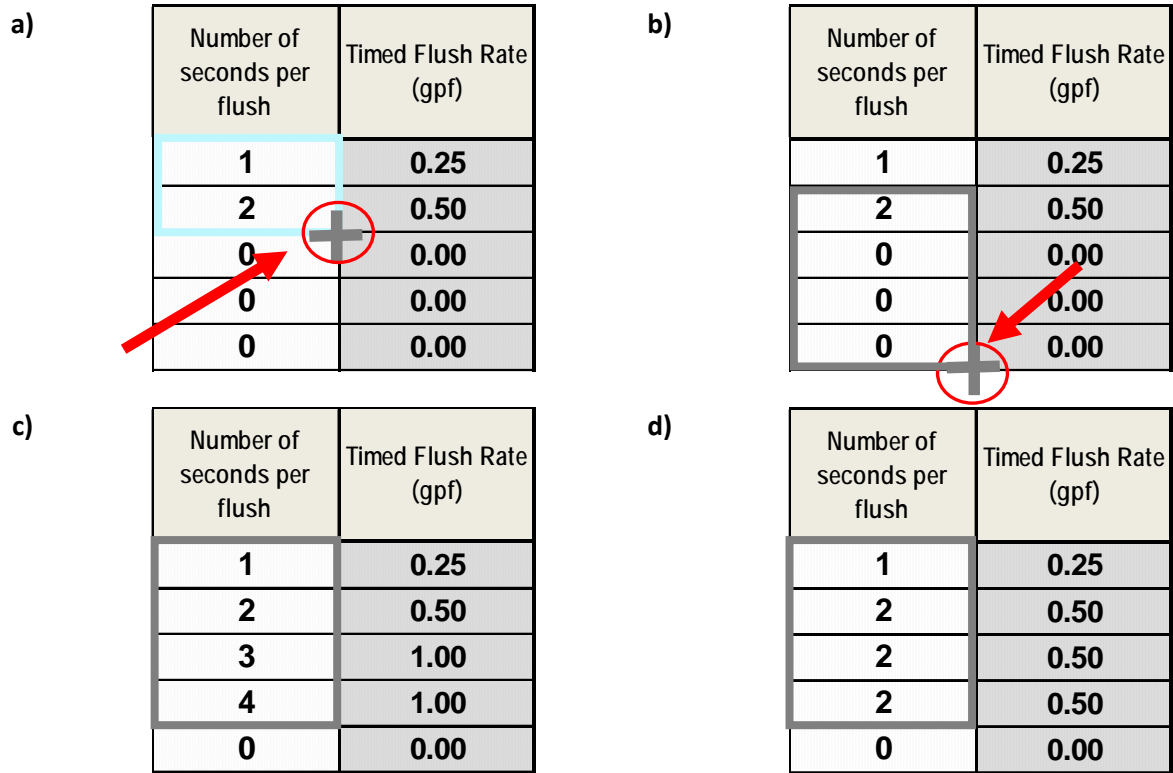 a)
Number of
seconds per
flush
Timed Flush Rate
(gpf)
1 0.25
2 0.50
0 0.00
0 0.00
0 0.00
b)
Number of
seconds per
flush
Timed Flush Rate
(gpf)
1 0.25
2 0.50
0 0.00
0 0.00
0 0.00
c)
Number of
seconds per
flush
Timed Flush Rate
(gpf)
1 0.25
2 0.50
3 1.00
4 1.00
0 0.00
d)
Number of
seconds per
flush
Timed Flush Rate
(gpf)
1 0.25
2 0.50
2 0.50
2 0.50
0 0.00